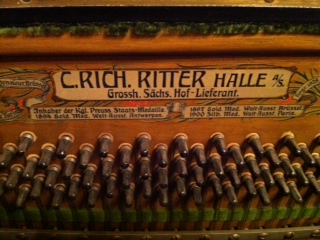 C. RICH. RITTER HALLE A/S
Grossh. Sächs. Hof-Lieferant.
Inhaber der Kgl. Preuss. Staats-Medaille.
1894 Gold. Med. Welt-Ausst. Antwerpen.
1897 Gold. Med. Welt-Ausst. Brüssel.
1900 Silb. Med. Welt-Ausst. Paris.